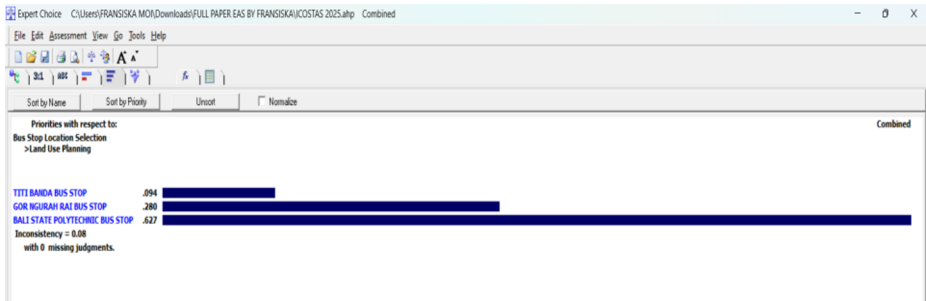 Expert Choice C:\Users\FRANSISKA MOI\Downloads\FULL PAPER EAS BY FRANSISKA\ICOSTAS 2025.ahp Combined
File Edit Assessment View Go Tools Help
3:1 ABC
Sort by Name Sort by Priority Unsort Normalize
Priorities with respect to: Combined
Bus Stop Location Selection
>Land Use Planning
TITI BANDA BUS STOP .094
GOR NGURAH RAI BUS STOP .280
BALI STATE POLYTECHNIC BUS STOP .627
Inconsistency = 0.08
with 0 missing judgments.